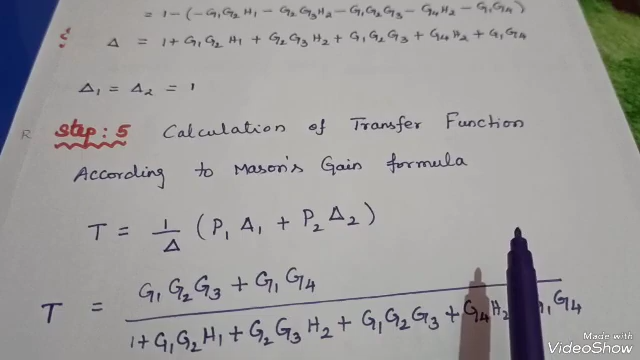 = 1 - (-G₁G₂H₁ - G₂G₃H₂ - G₁G₂G₃ - G₄H₂ - G₁G₄)
Δ = 1 + G₁G₂H₁ + G₂G₃H₂ + G₁G₂G₃ + G₄H₂ + G₁G₄
Δ₁ = Δ₂ = 1
Step: 5 Calculation of Transfer Function
According to Mason's Gain formula
T = 1/Δ (P₁Δ₁ + P₂Δ₂)
T = G₁G₂G₃ + G₁G₄
1 + G₁G₂H₁ + G₂G₃H₂ + G₁G₂G₃ + G₄H₂ G₁G₄
Made With
VideoShow